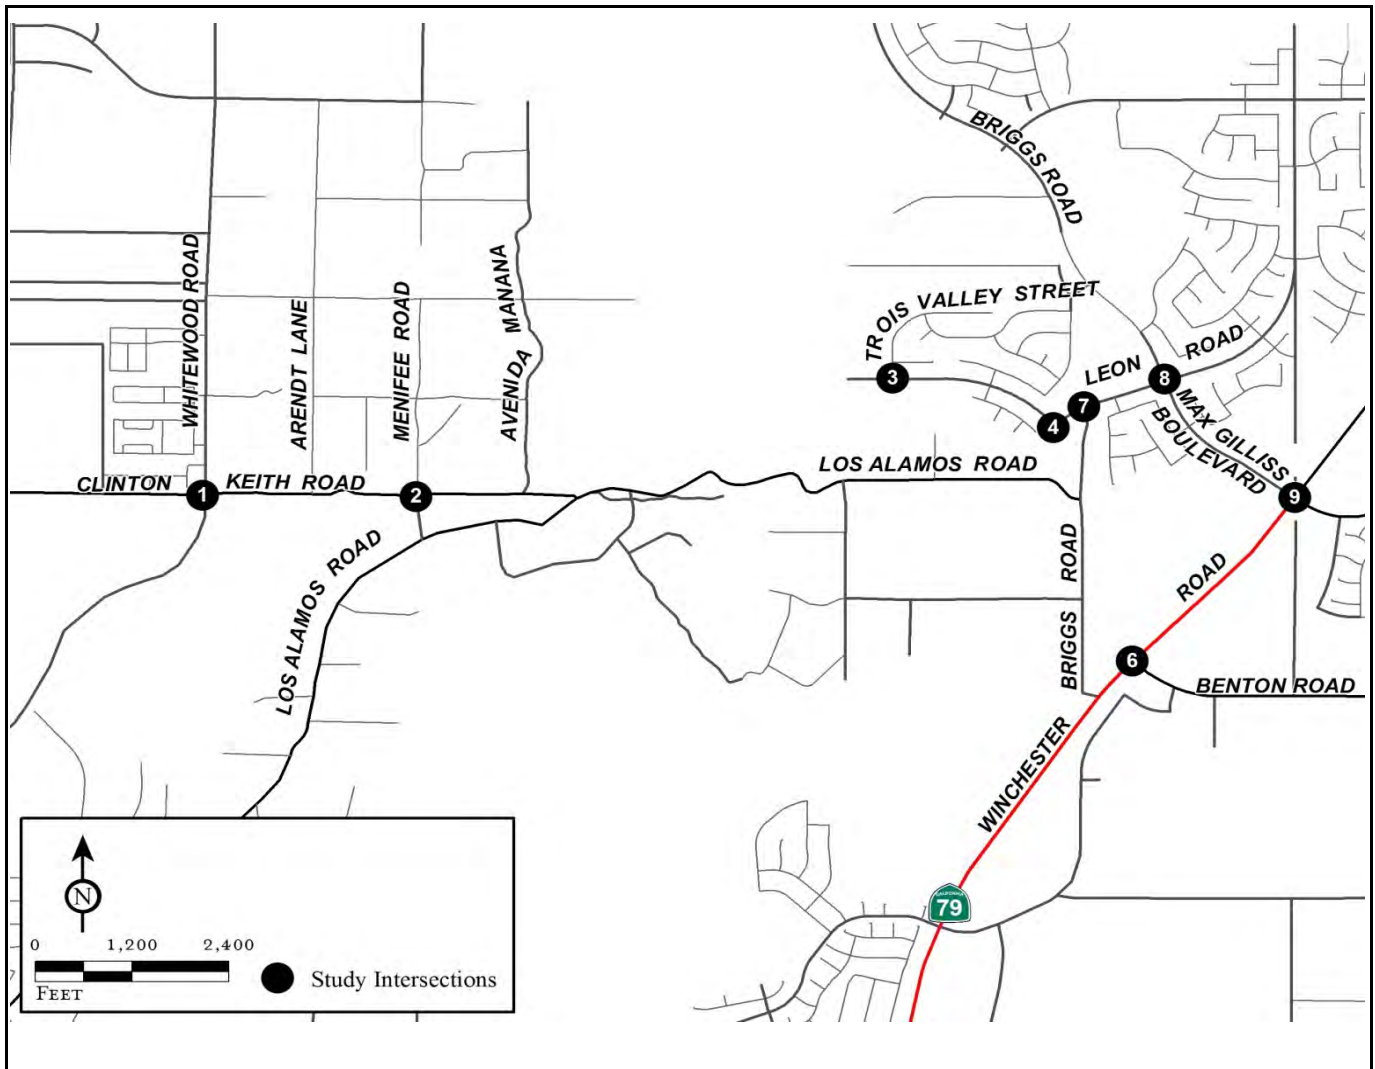 BRIGGS ROAD
WHITEWOOD ROAD
ARENDT LANE
MENIFEE ROAD
AVENIDA MANANA
TROIS VALLEY STREET
3
LEON ROAD
8
7
4
MAX GILLISS
BOULEVARD
CLINTON KEITH ROAD
1
2
LOS ALAMOS ROAD
9
LOS ALAMOS ROAD
BRIGGS ROAD
6
WINCHESTER ROAD
BENTON ROAD
CALIFORNIA
79
N
0 1,200 2,400
FEET
Study Intersections